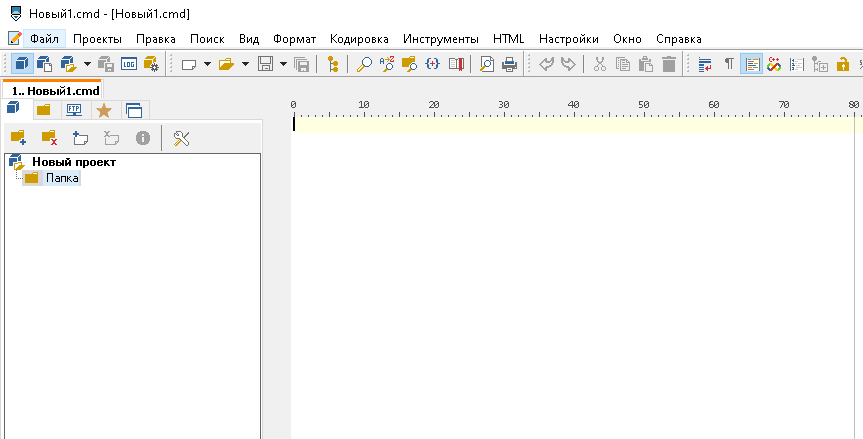 Новый1.cmd - [Новый1.cmd]
Файл Проекты Правка Поиск Вид Формат Кодировка Инструменты HTML Настройки Окно Справка
LOG
1.. Новый1.cmd
FTP
0 10 20 30 40 50 60 70 80
Новый проект
Папка